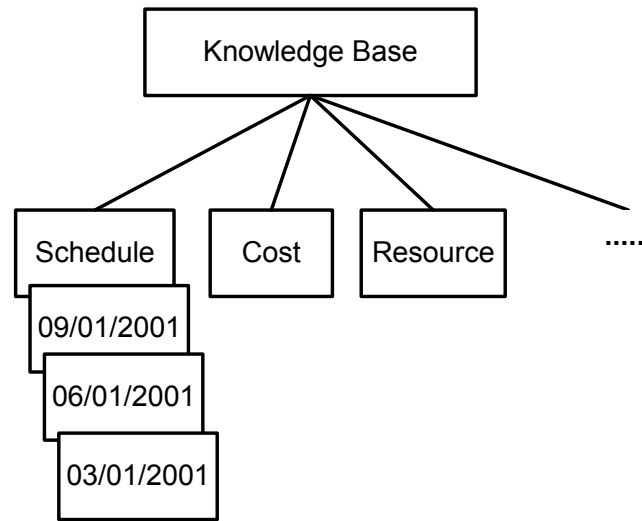 Knowledge Base
Schedule
Cost
Resource
.....
09/01/2001
06/01/2001
03/01/2001